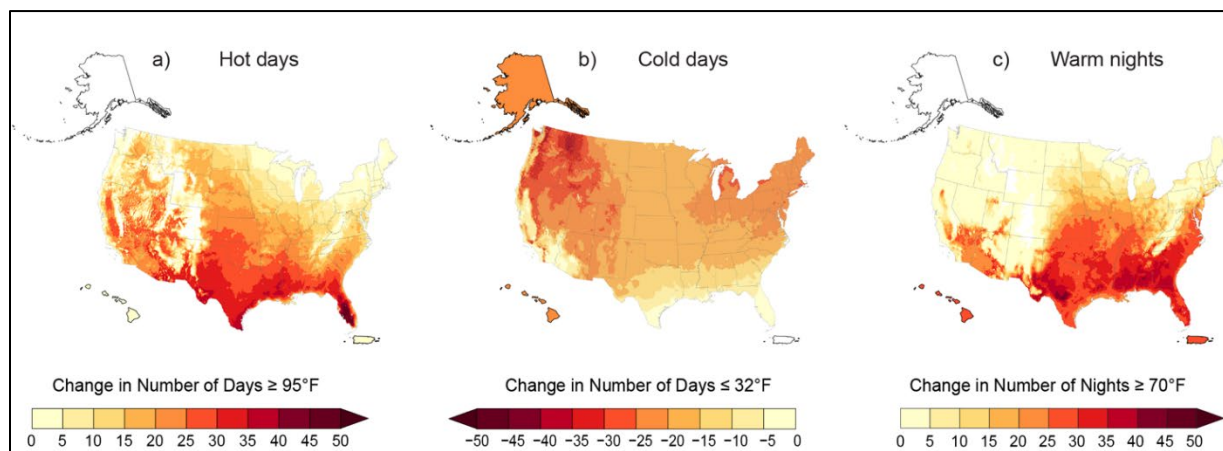 a) Hot days
b) Cold days
c) Warm nights
Change in Number of Days ≥ 95°F
0 5 10 15 20 25 30 35 40 45 50
Change in Number of Days ≤ 32°F
−50 −45 −40 −35 −30 −25 −20 −15 −10 −5 0
Change in Number of Nights ≥ 70°F
0 5 10 15 20 25 30 35 40 45 50